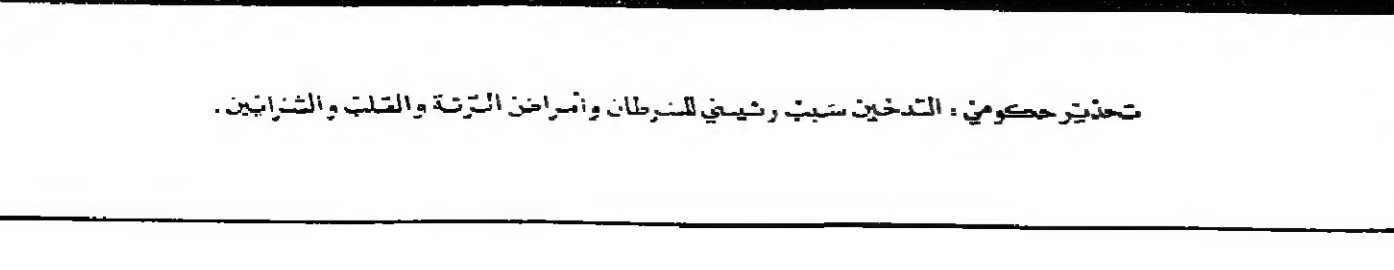 تحذير حكومي : التدخين سبب رئيسي للسرطان وأمراض الرئة والقلب والشرايين .